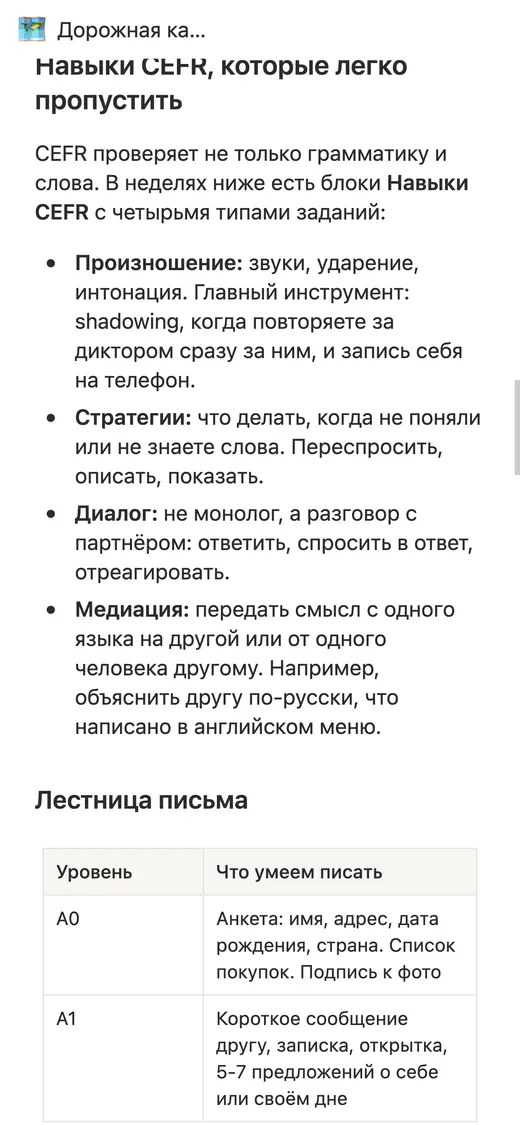 Дорожная ка...
Навыки CEFR, которые легко
пропустить
CEFR проверяет не только грамматику и
слова. В неделях ниже есть блоки Навыки
CEFR с четырьмя типами заданий:
• Произношение: звуки, ударение,
интонация. Главный инструмент:
shadowing, когда повторяете за
диктором сразу за ним, и запись себя
на телефон.
• Стратегии: что делать, когда не поняли
или не знаете слова. Переспросить,
описать, показать.
• Диалог: не монолог, а разговор с
партнёром: ответить, спросить в ответ,
отреагировать.
• Медиация: передать смысл с одного
языка на другой или от одного
человека другому. Например,
объяснить другу по-русски, что
написано в английском меню.
Лестница письма
Уровень
Что умеем писать
A0
Анкета: имя, адрес, дата
рождения, страна. Список
покупок. Подпись к фото
A1
Короткое сообщение
другу, записка, открытка,
5-7 предложений о себе
или своём дне